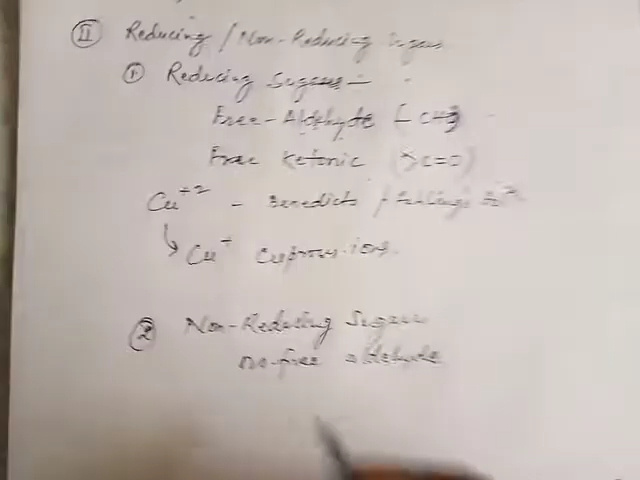 II Reducing / Non-Reducing Sugars
1 Reducing Sugars —
Free-Aldehyde
Free Ketonic (>C=O)
Cu+2 - Benedicts / Fehling's
↳ Cu+ Cuprous-ions.
2 Non-Reducing Sugars
no-free aldehyde